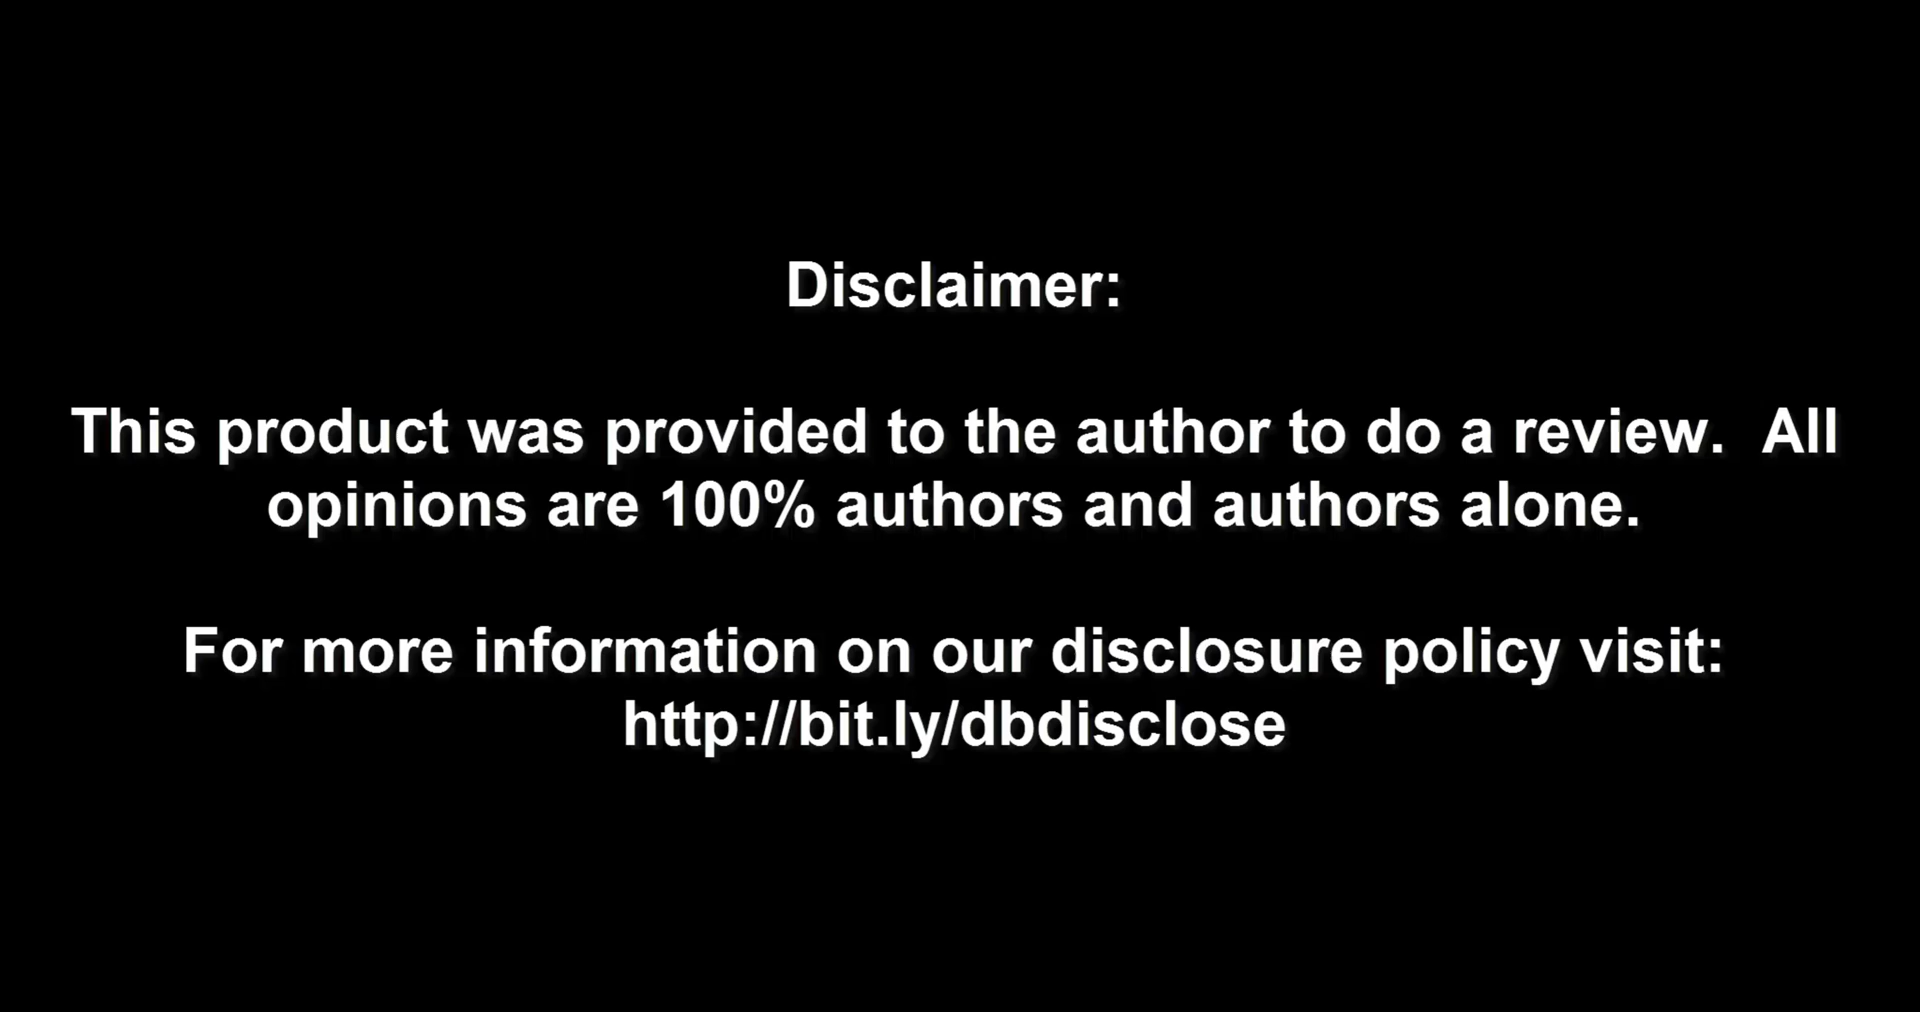 Disclaimer:
This product was provided to the author to do a review.  All
opinions are 100% authors and authors alone.
For more information on our disclosure policy visit:
http://bit.ly/dbdisclose